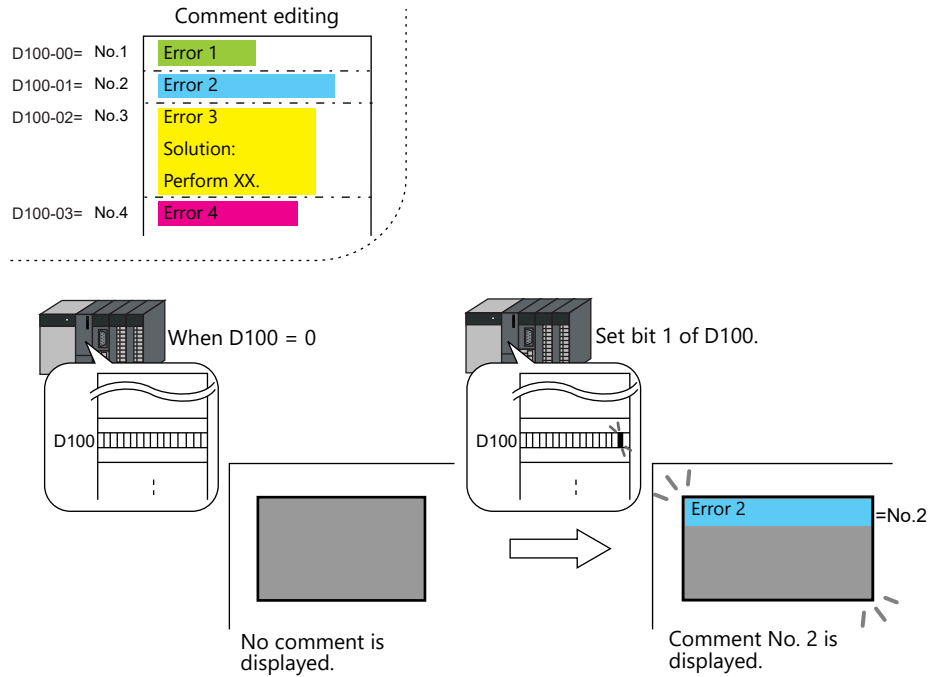 Comment editing
D100-00= No.1 Error 1
D100-01= No.2 Error 2
D100-02= No.3 Error 3
Solution:
Perform XX.
D100-03= No.4 Error 4
When D100 = 0
D100
No comment is
displayed.
Set bit 1 of D100.
D100
Error 2
=No.2
Comment No. 2 is
displayed.